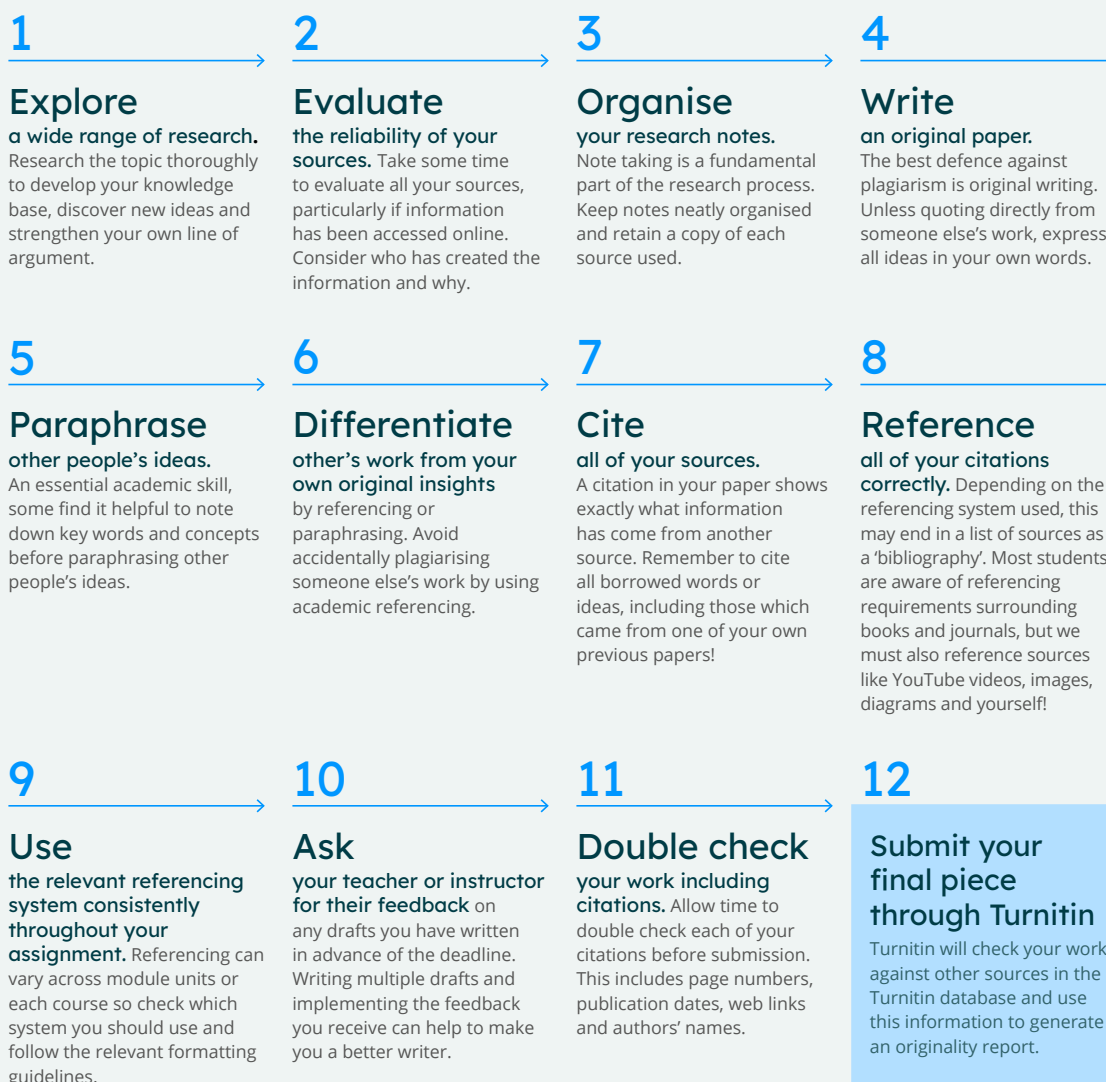 1
Explore
a wide range of research.
Research the topic thoroughly
to develop your knowledge
base, discover new ideas and
strengthen your own line of
argument.
2
Evaluate
the reliability of your
sources. Take some time
to evaluate all your sources,
particularly if information
has been accessed online.
Consider who has created the
information and why.
3
Organise
your research notes.
Note taking is a fundamental
part of the research process.
Keep notes neatly organised
and retain a copy of each
source used.
4
Write
an original paper.
The best defence against
plagiarism is original writing.
Unless quoting directly from
someone else's work, express
all ideas in your own words.
5
Paraphrase
other people's ideas.
An essential academic skill,
some find it helpful to note
down key words and concepts
before paraphrasing other
people's ideas.
6
Differentiate
other's work from your
own original insights
by referencing or
paraphrasing. Avoid
accidentally plagiarising
someone else's work by using
academic referencing.
7
Cite
all of your sources.
A citation in your paper shows
exactly what information
has come from another
source. Remember to cite
all borrowed words or
ideas, including those which
came from one of your own
previous papers!
8
Reference
all of your citations
correctly. Depending on the
referencing system used, this
may end in a list of sources as
a 'bibliography'. Most students
are aware of referencing
requirements surrounding
books and journals, but we
must also reference sources
like YouTube videos, images,
diagrams and yourself!
9
Use
the relevant referencing
system consistently
throughout your
assignment. Referencing can
vary across module units or
each course so check which
system you should use and
follow the relevant formatting
guidelines.
10
Ask
your teacher or instructor
for their feedback on
any drafts you have written
in advance of the deadline.
Writing multiple drafts and
implementing the feedback
you receive can help to make
you a better writer.
11
Double check
your work including
citations. Allow time to
double check each of your
citations before submission.
This includes page numbers,
publication dates, web links
and authors' names.
12
Submit your
final piece
through Turnitin
Turnitin will check your work
against other sources in the
Turnitin database and use
this information to generate
an originality report.